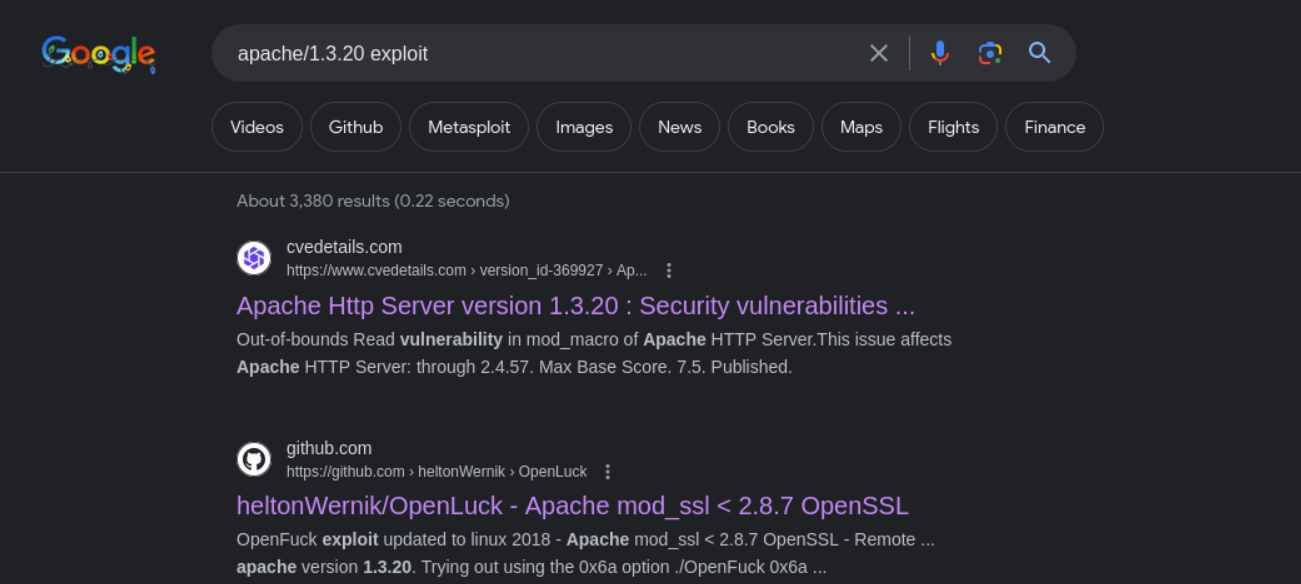 Google
apache/1.3.20 exploit
Videos Github Metasploit Images News Books Maps Flights Finance
About 3,380 results (0.22 seconds)
cvedetails.com
https://www.cvedetails.com › version_id-369927 › Ap...
Apache Http Server version 1.3.20 : Security vulnerabilities ...
Out-of-bounds Read vulnerability in mod_macro of Apache HTTP Server.This issue affects
Apache HTTP Server: through 2.4.57. Max Base Score. 7.5. Published.
github.com
https://github.com › heltonWernik › OpenLuck
heltonWernik/OpenLuck - Apache mod_ssl < 2.8.7 OpenSSL
OpenFuck exploit updated to linux 2018 - Apache mod_ssl < 2.8.7 OpenSSL - Remote ...
apache version 1.3.20. Trying out using the 0x6a option ./OpenFuck 0x6a ...